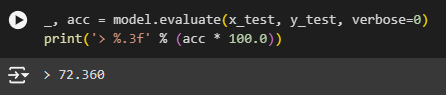 _, acc = model.evaluate(x_test, y_test, verbose=0)
print('> %.3f' % (acc * 100.0))
> 72.360